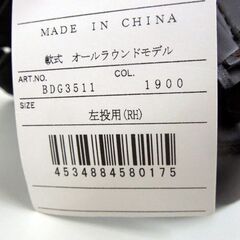 MADE IN CHINA
軟式 オールラウンドモデル
ART.NO. COL.
BDG3511 1900
SIZE
左投用(RH)
4534884580175